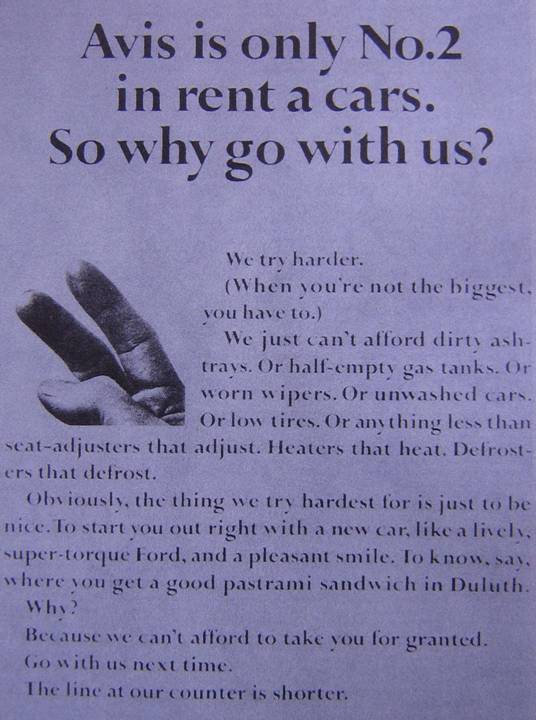 Avis is only No.2
in rent a cars.
So why go with us?
We try harder.
(When you're not the biggest,
you have to.)
We just can't afford dirty ash-
trays. Or half-empty gas tanks. Or
worn wipers. Or unwashed cars.
Or low tires. Or anything less than
seat-adjusters that adjust. Heaters that heat. Defrost-
ers that defrost.
Obviously, the thing we try hardest for is just to be
nice. To start you out right with a new car, like a lively,
super-torque Ford, and a pleasant smile. To know, say,
where you get a good pastrami sandwich in Duluth.
Why?
Because we can't afford to take you for granted.
Go with us next time.
The line at our counter is shorter.